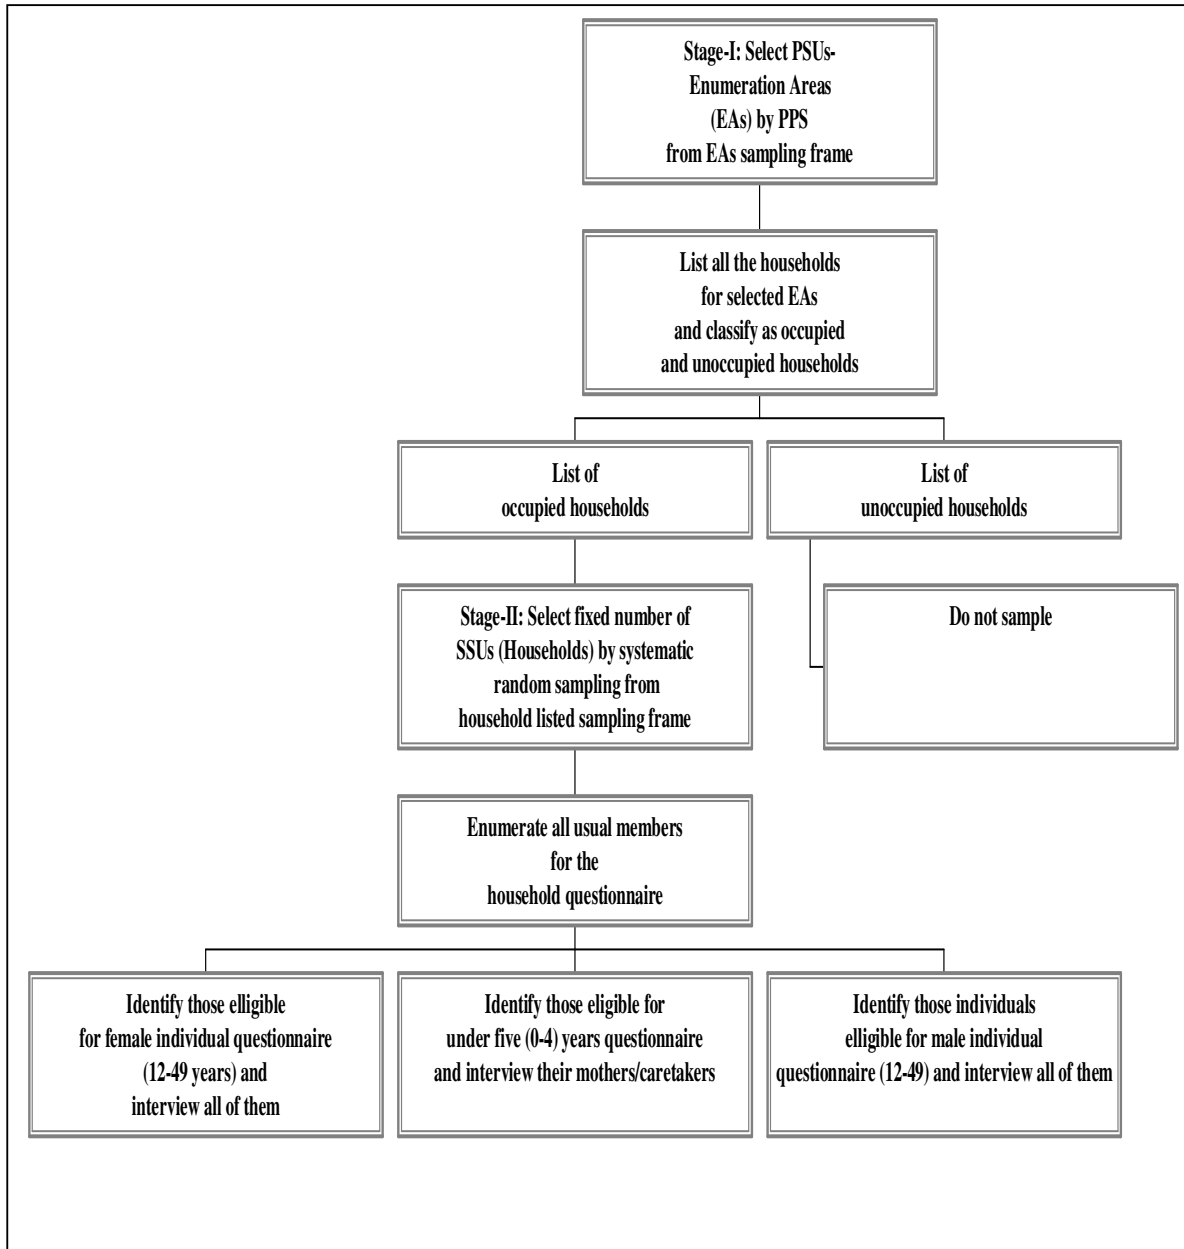 Stage-I: Select PSUs-
Enumeration Areas
(EAs) by PPS
from EAs sampling frame
List all the households
for selected EAs
and classify as occupied
and unoccupied households
List of
occupied households
List of
unoccupied households
Stage-II: Select fixed number of
SSUs (Households) by systematic
random sampling from
household listed sampling frame
Do not sample
Enumerate all usual members
for the
household questionnaire
Identify those elligible
for female individual questionnaire
(12-49 years) and
interview all of them
Identify those eligible for
under five (0-4) years questionnaire
and interview their mothers/caretakers
Identify those individuals
elligible for male individual
questionnaire (12-49) and interview all of them